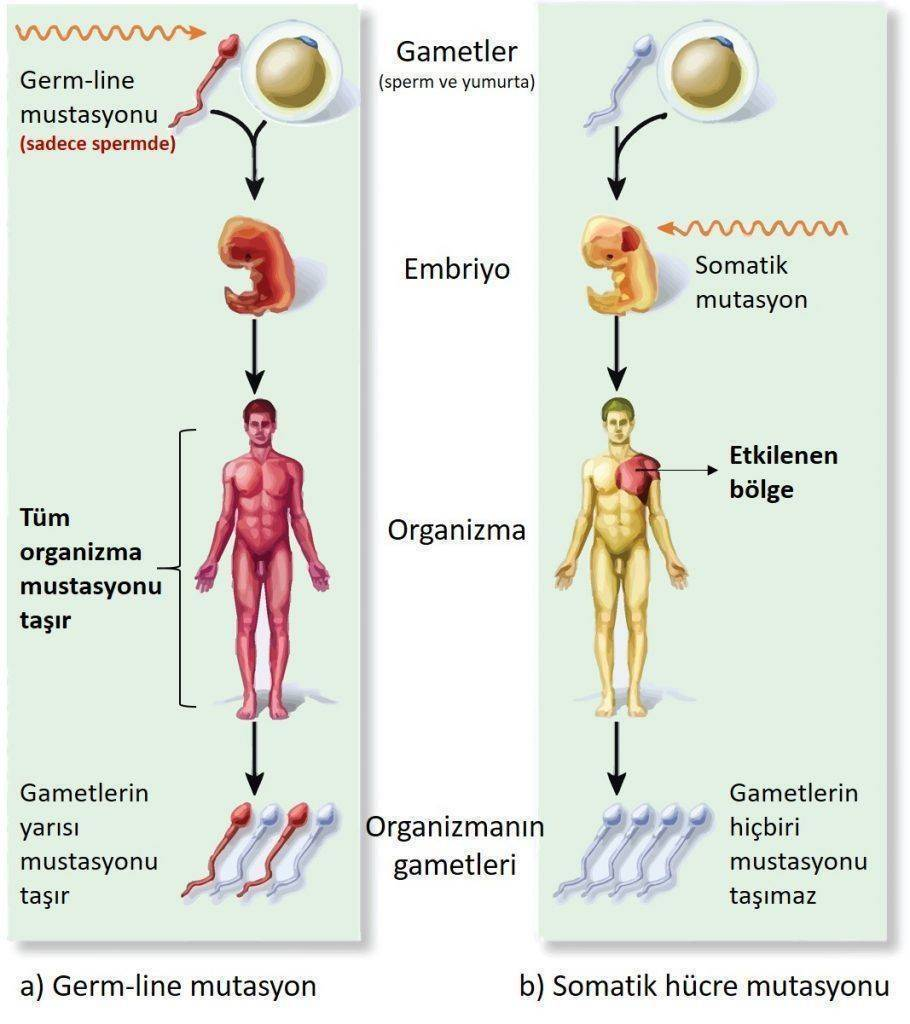 Germ-line
mustasyonu
(sadece spermde)
Gametler
(sperm ve yumurta)
Embriyo
Somatik
mutasyon
Tüm
organizma
mustasyonu
taşır
Organizma
Etkilenen
bölge
Gametlerin
yarısı
mustasyonu
taşır
Organizmanın
gametleri
Gametlerin
hiçbiri
mustasyonu
taşımaz
a) Germ-line mutasyon
b) Somatik hücre mutasyonu